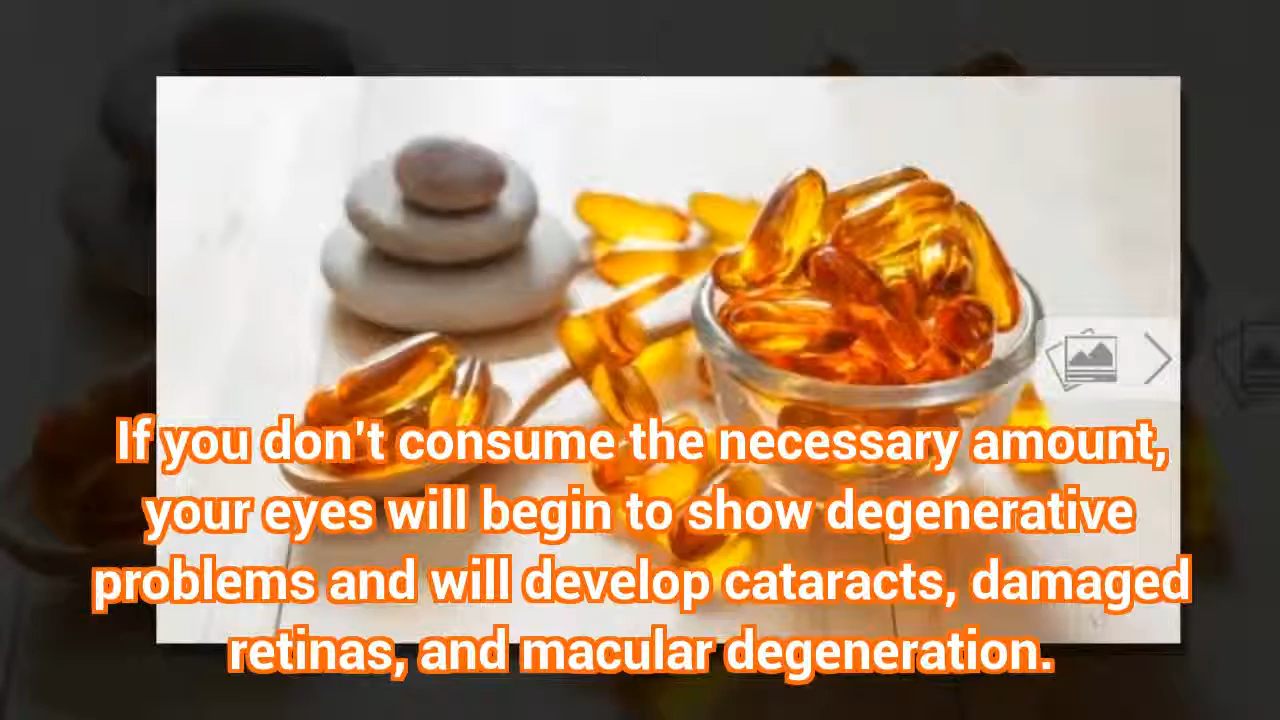 If you don't consume the necessary amount,
your eyes will begin to show degenerative
problems and will develop cataracts, damaged
retinas, and macular degeneration.